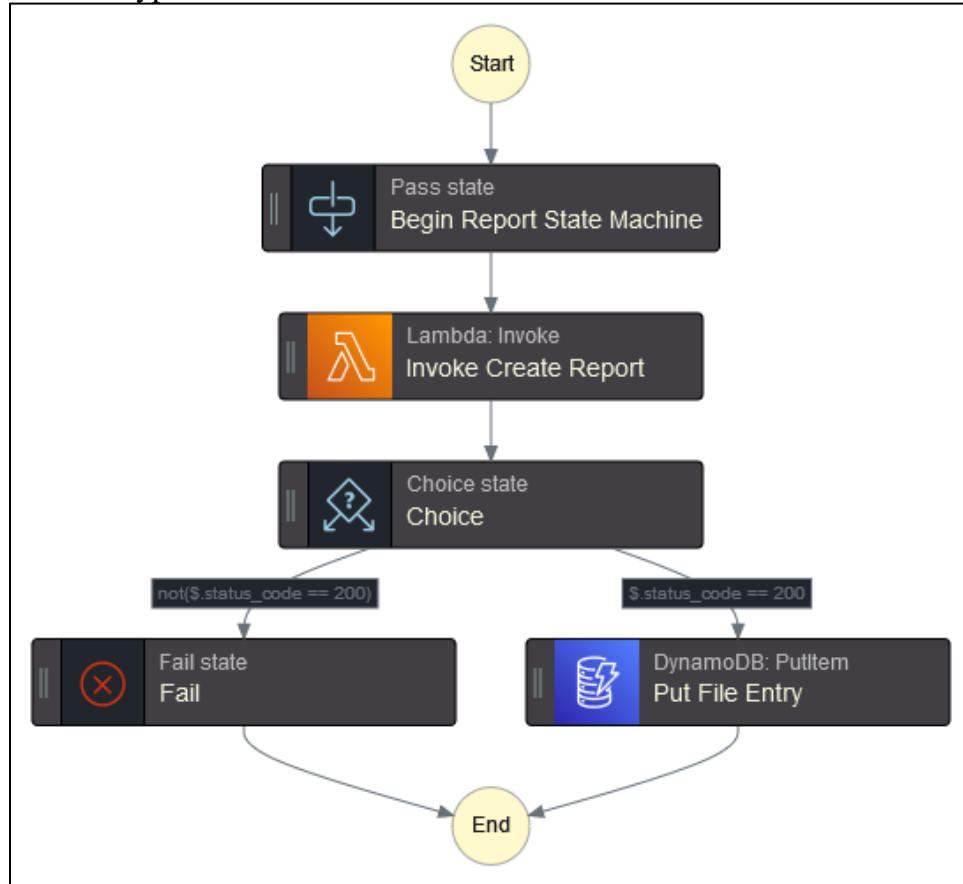 Start
Pass state
Begin Report State Machine
Lambda: Invoke
Invoke Create Report
Choice state
?
Choice
not($.status_code == 200)
$.status_code == 200
Fail state
Fail
DynamoDB: PutItem
Put File Entry
End